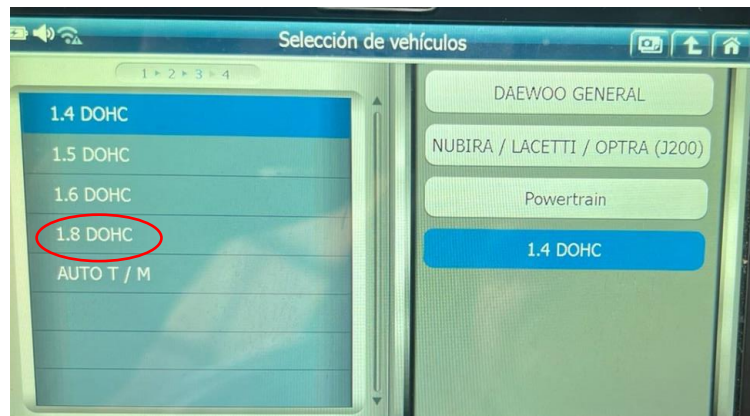 Selección de vehículos
1 ▸ 2 ▸ 3 ▸ 4
1.4 DOHC
1.5 DOHC
1.6 DOHC
1.8 DOHC
AUTO T / M
DAEWOO GENERAL
NUBIRA / LACETTI / OPTRA (J200)
Powertrain
1.4 DOHC